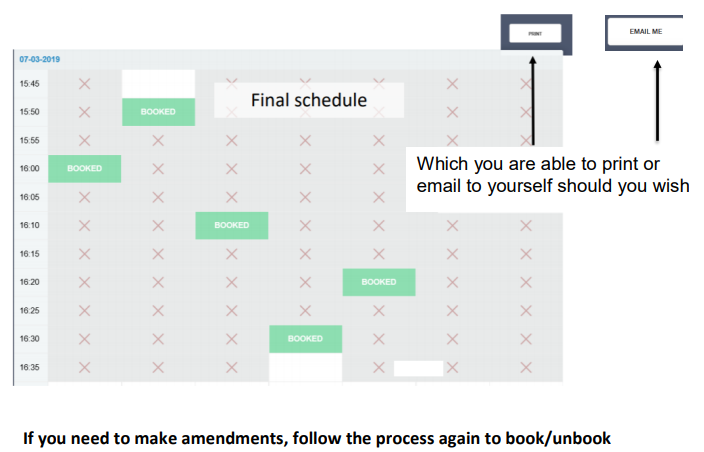 PRINT
EMAIL ME
07-03-2019
15:45
Final schedule
15:50
BOOKED
15:55
Which you are able to print or
email to yourself should you wish
16:00
BOOKED
16:05
16:10
BOOKED
16:15
16:20
BOOKED
16:25
16:30
BOOKED
16:35
If you need to make amendments, follow the process again to book/unbook